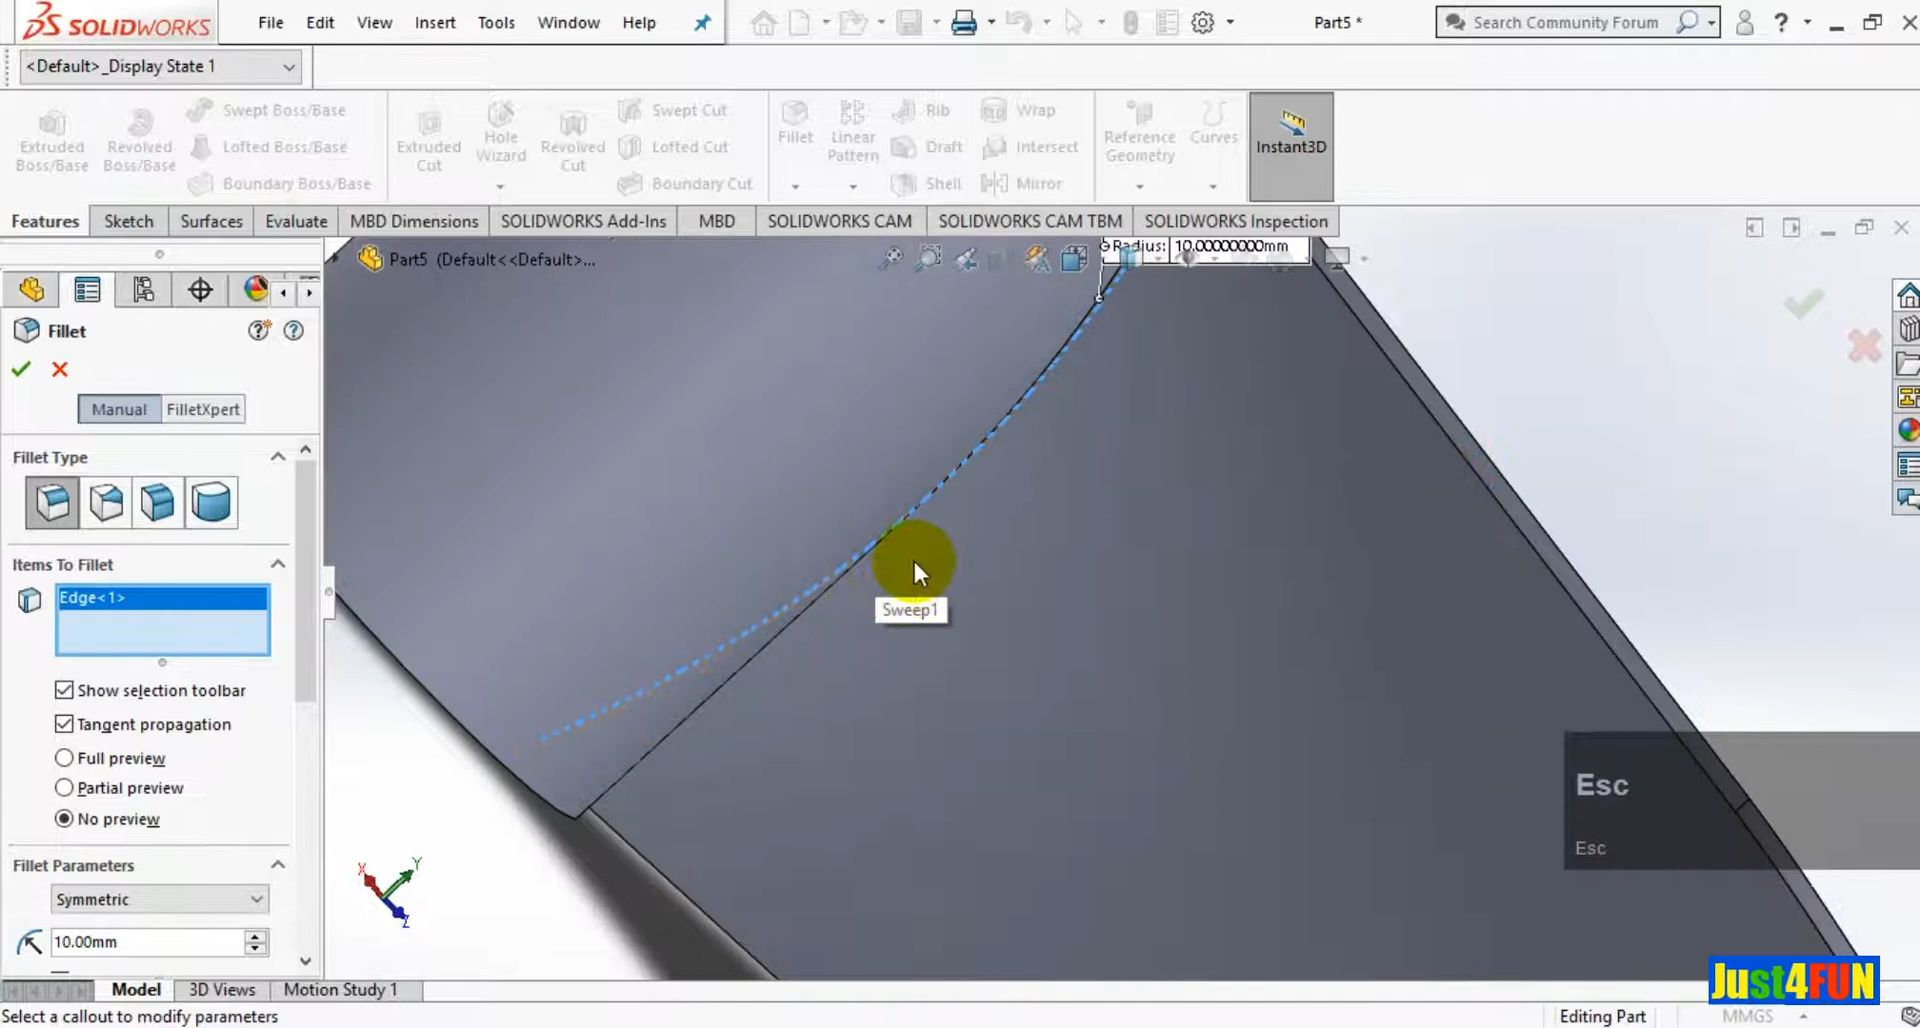 SOLIDWORKS
File Edit View Insert Tools Window Help
Part5 *
Search Community Forum
?
<Default>_Display State 1
Extruded Boss/Base
Revolved Boss/Base
Swept Boss/Base
Lofted Boss/Base
Boundary Boss/Base
Extruded Cut
Hole Wizard
Revolved Cut
Swept Cut
Lofted Cut
Boundary Cut
Fillet
Linear Pattern
Rib
Draft
Shell
Wrap
Intersect
Mirror
Reference Geometry
Curves
Instant3D
Features Sketch Surfaces Evaluate MBD Dimensions SOLIDWORKS Add-Ins MBD SOLIDWORKS CAM SOLIDWORKS CAM TBM SOLIDWORKS Inspection
Part5 (Default<<Default>...
Radius: 10.00000000mm
Fillet
Manual FilletXpert
Fillet Type
Items To Fillet
Edge<1>
Show selection toolbar
Tangent propagation
Full preview
Partial preview
No preview
Fillet Parameters
Symmetric
10.00mm
Sweep1
X Y Z
Esc
Esc
Just4FUN
Model 3D Views Motion Study 1
Select a callout to modify parameters
Editing Part
MMGS